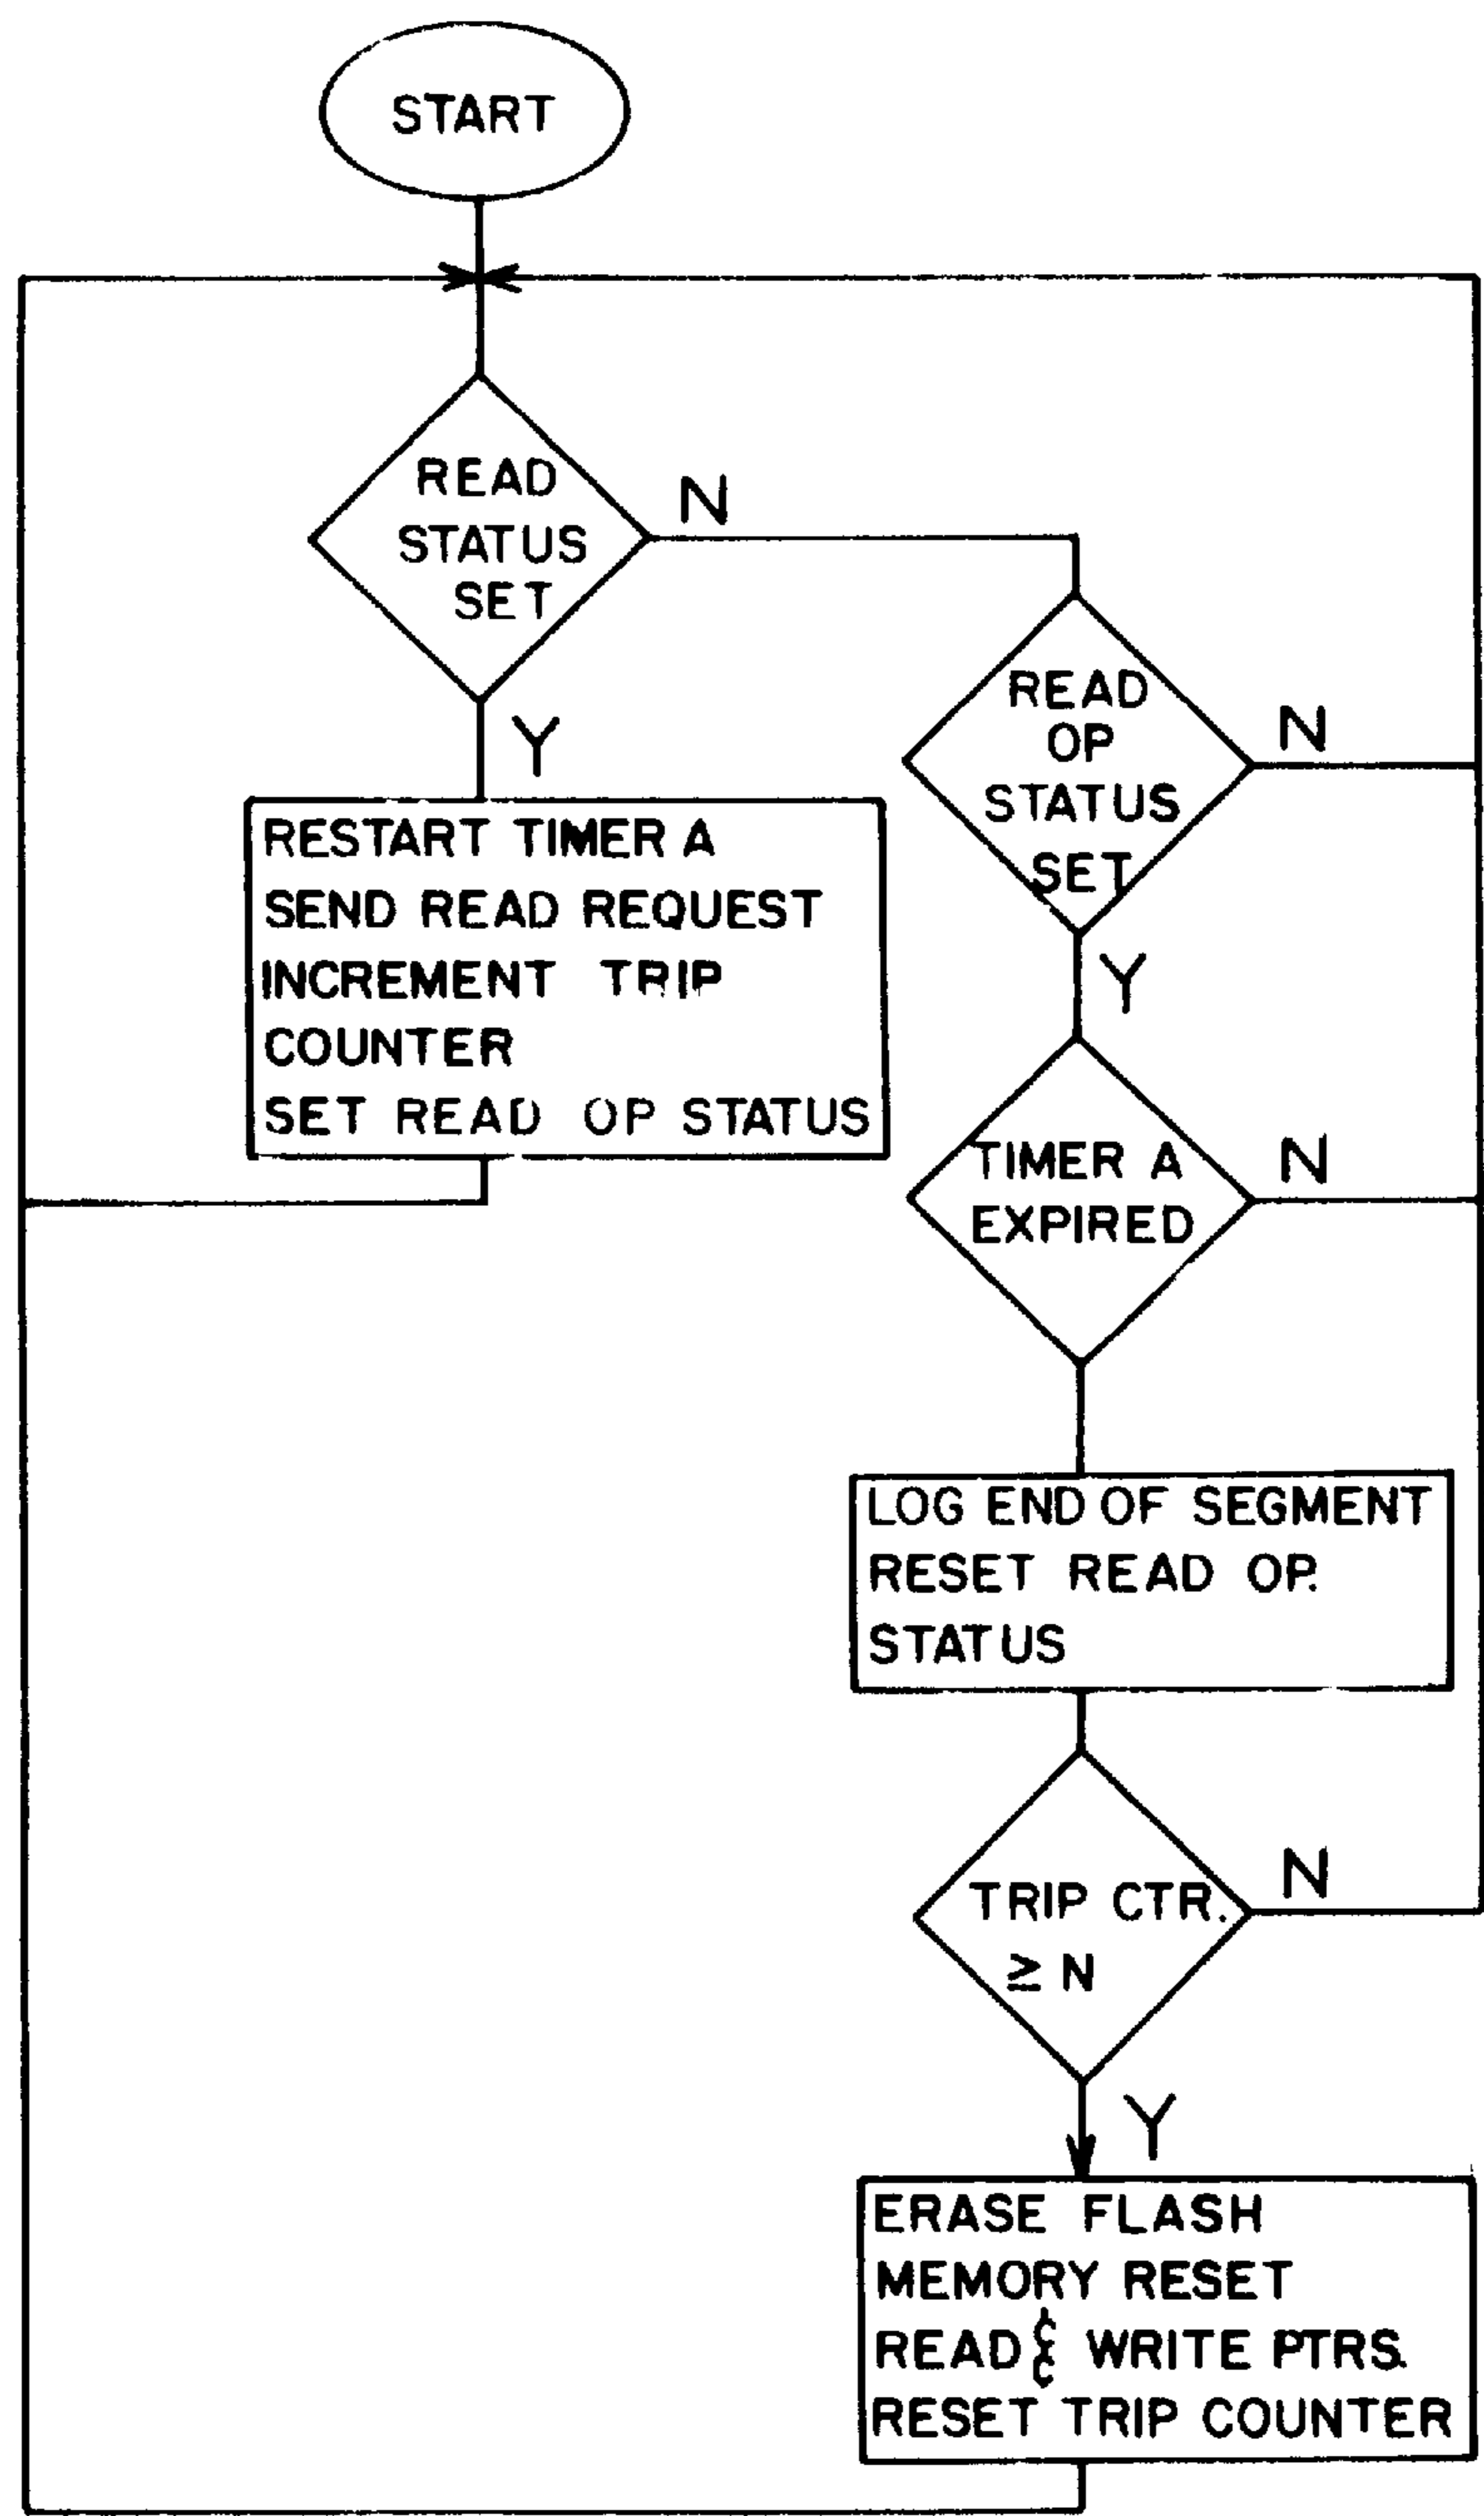 START
READ
STATUS
SET
N
Y
RESTART TIMER A
SEND READ REQUEST
INCREMENT TRIP
COUNTER
SET READ OP STATUS
READ
OP
STATUS
SET
N
Y
TIMER A
EXPIRED
N
LOG END OF SEGMENT
RESET READ OP.
STATUS
TRIP CTR.
≥ N
N
Y
ERASE FLASH
MEMORY RESET
READ & WRITE PTRS.
RESET TRIP COUNTER